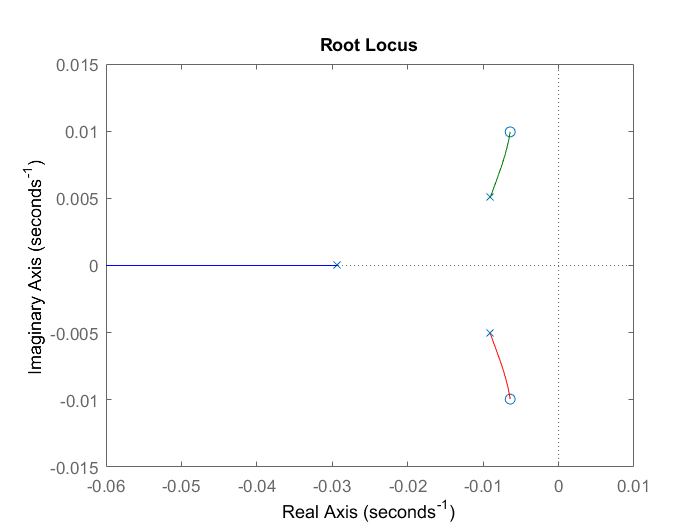 Root Locus
0.015
0.01
0.005
0
-0.005
-0.01
-0.015
Imaginary Axis (seconds⁻¹)
-0.06 -0.05 -0.04 -0.03 -0.02 -0.01 0 0.01
Real Axis (seconds⁻¹)